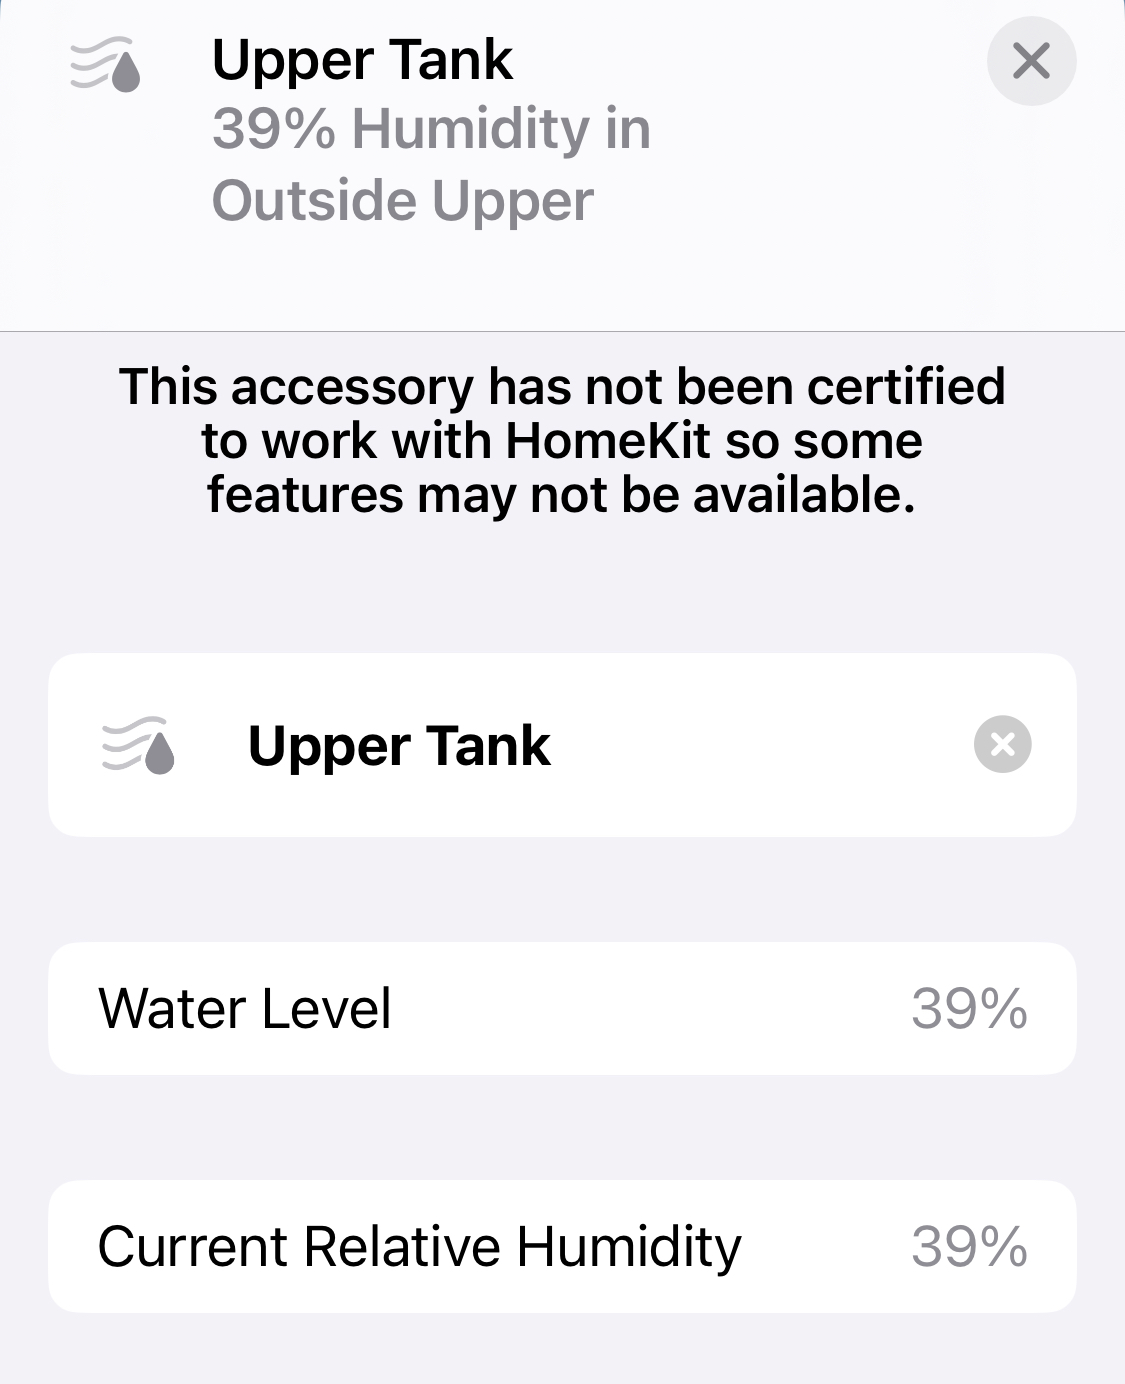 Upper Tank
39% Humidity in
Outside Upper
This accessory has not been certified
to work with HomeKit so some
features may not be available.
Upper Tank
Water Level 39%
Current Relative Humidity 39%